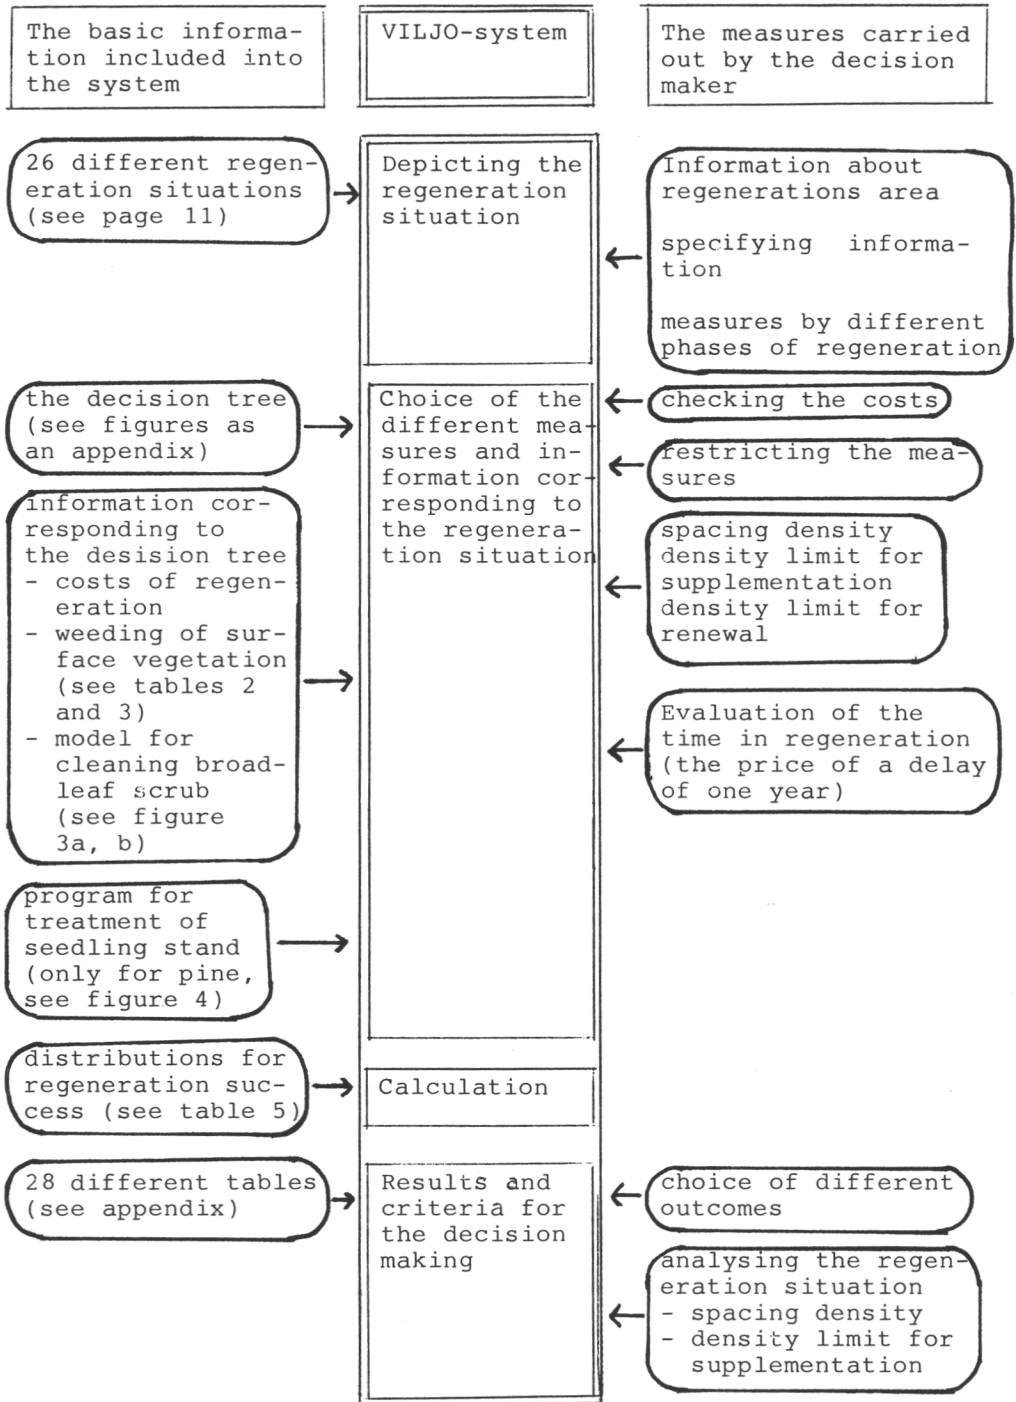 The basic informa-
tion included into
the system
VILJO-system
The measures carried
out by the decision
maker
26 different regen-
eration situations
(see page 11)
Depicting the
regeneration
situation
Information about
regenerations area
specifying informa-
tion
measures by different
phases of regeneration
the decision tree
(see figures as
an appendix)
Choice of the
different mea-
sures and in-
formation cor-
responding to
the regenera-
tion situation
checking the costs
restricting the mea-
sures
information cor-
responding to
the desision tree
- costs of regen-
eration
- weeding of sur-
face vegetation
(see tables 2
and 3)
- model for
cleaning broad-
leaf scrub
(see figure
3a, b)
spacing density
density limit for
supplementation
density limit for
renewal
Evaluation of the
time in regeneration
(the price of a delay
of one year)
program for
treatment of
seedling stand
(only for pine,
see figure 4)
distributions for
regeneration suc-
cess (see table 5)
Calculation
28 different tables
(see appendix)
Results and
criteria for
the decision
making
choice of different
outcomes
analysing the regen-
eration situation
- spacing density
- density limit for
supplementation